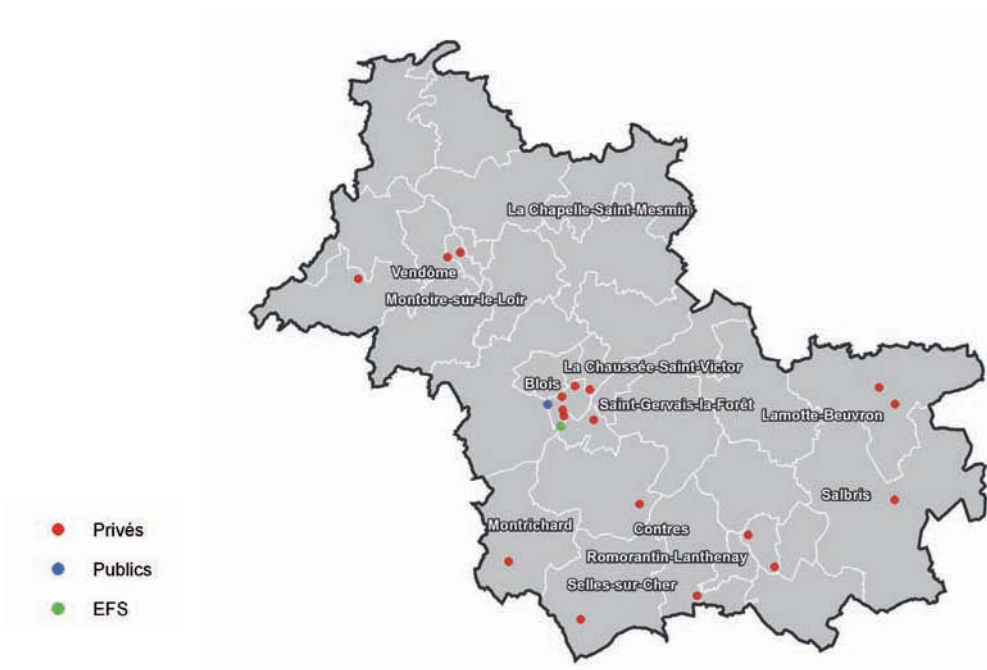 La Chapelle-Saint-Mesmin
Vendôme
Montoire-sur-le-Loir
La Chaussée-Saint-Victor
Blois
Saint-Gervais-la-Forêt
Lamotte-Beuvron
Salbris
Montrichard
Contres
Romorantin-Lanthenay
Selles-sur-Cher
Privés
Publics
EFS